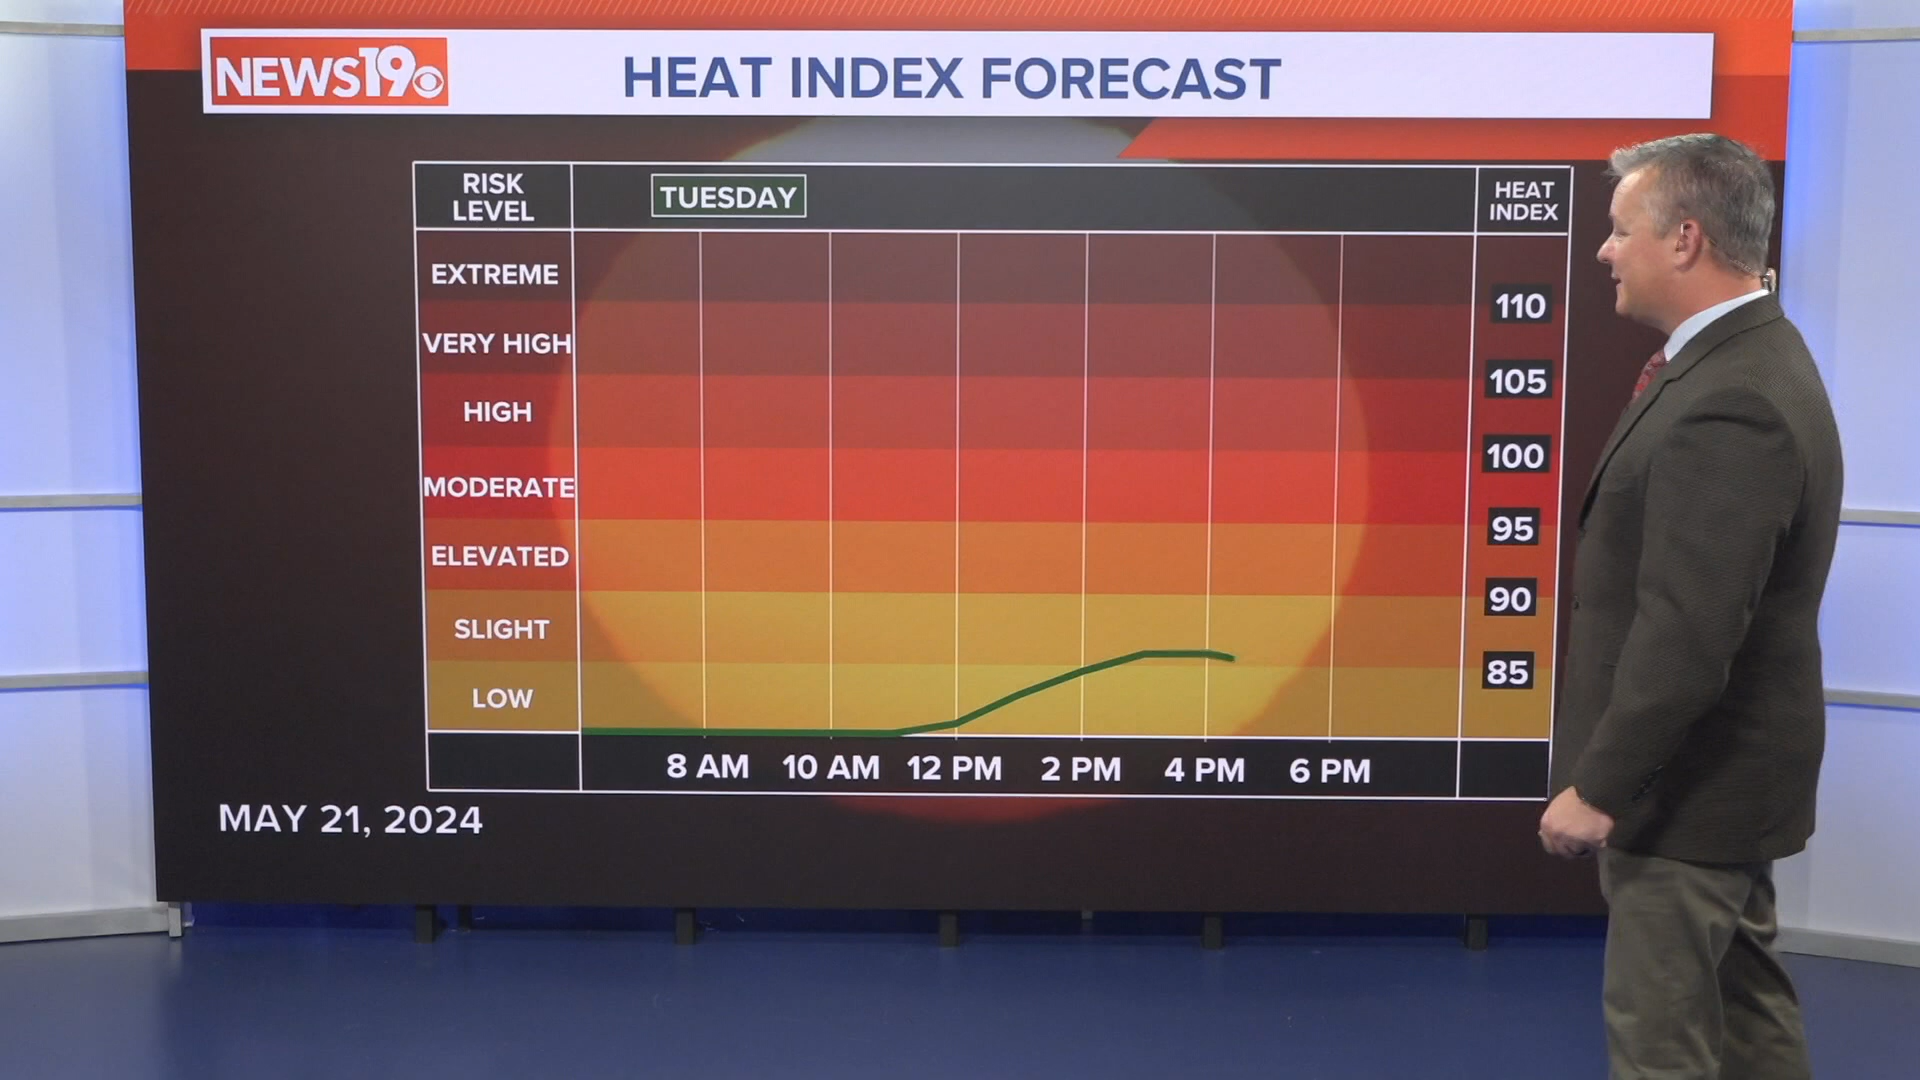 NEWS19
HEAT INDEX FORECAST
RISK
LEVEL
TUESDAY
HEAT
INDEX
EXTREME
110
VERY HIGH
105
HIGH
100
MODERATE
95
ELEVATED
90
SLIGHT
85
LOW
8 AM 10 AM 12 PM 2 PM 4 PM 6 PM
MAY 21, 2024